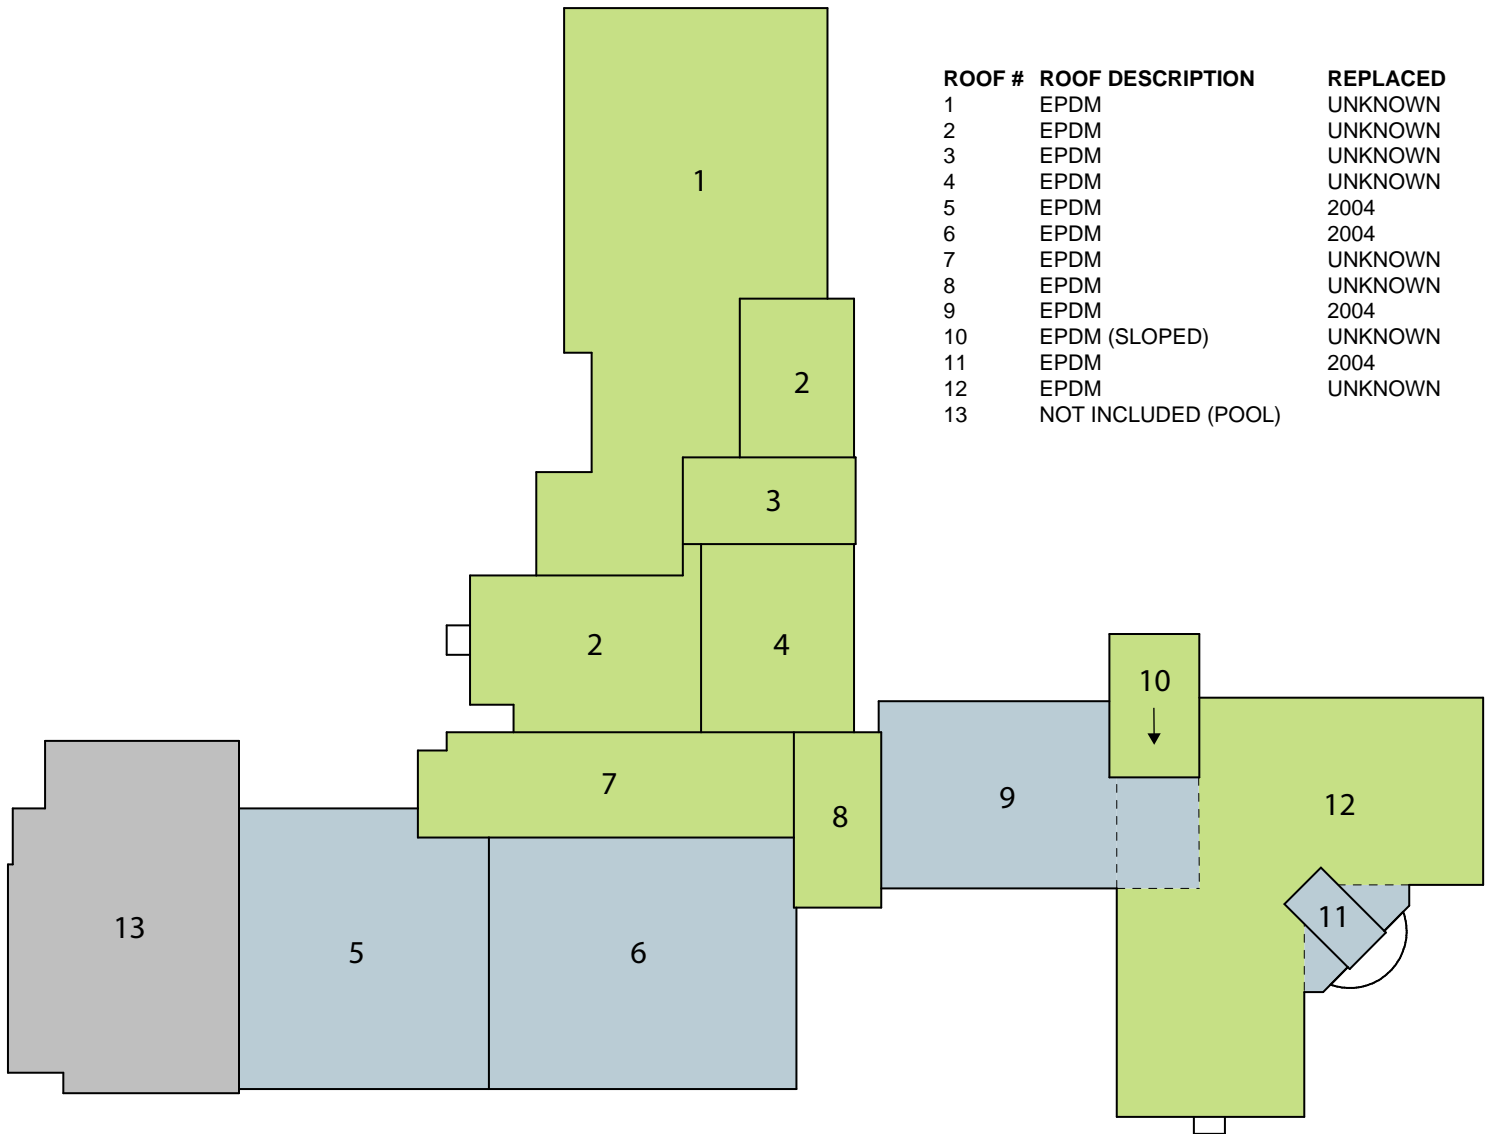 ROOF # ROOF DESCRIPTION REPLACED
1 EPDM UNKNOWN
2 EPDM UNKNOWN
3 EPDM UNKNOWN
4 EPDM UNKNOWN
5 EPDM 2004
6 EPDM 2004
7 EPDM UNKNOWN
8 EPDM UNKNOWN
9 EPDM 2004
10 EPDM (SLOPED) UNKNOWN
11 EPDM 2004
12 EPDM UNKNOWN
13 NOT INCLUDED (POOL)
1
2
3
2
4
10
7
9
12
8
11
13
5
6